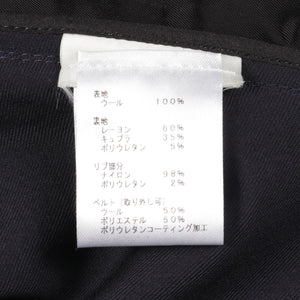 表地
ウール 100%
裏地
レーヨン 60%
キュプラ 35%
ポリウレタン 5%
リブ部分
ナイロン 98%
ポリウレタン 2%
ベルト(取り外し可)
ウール 50%
ポリエステル 50%
ポリウレタンコーティング加工